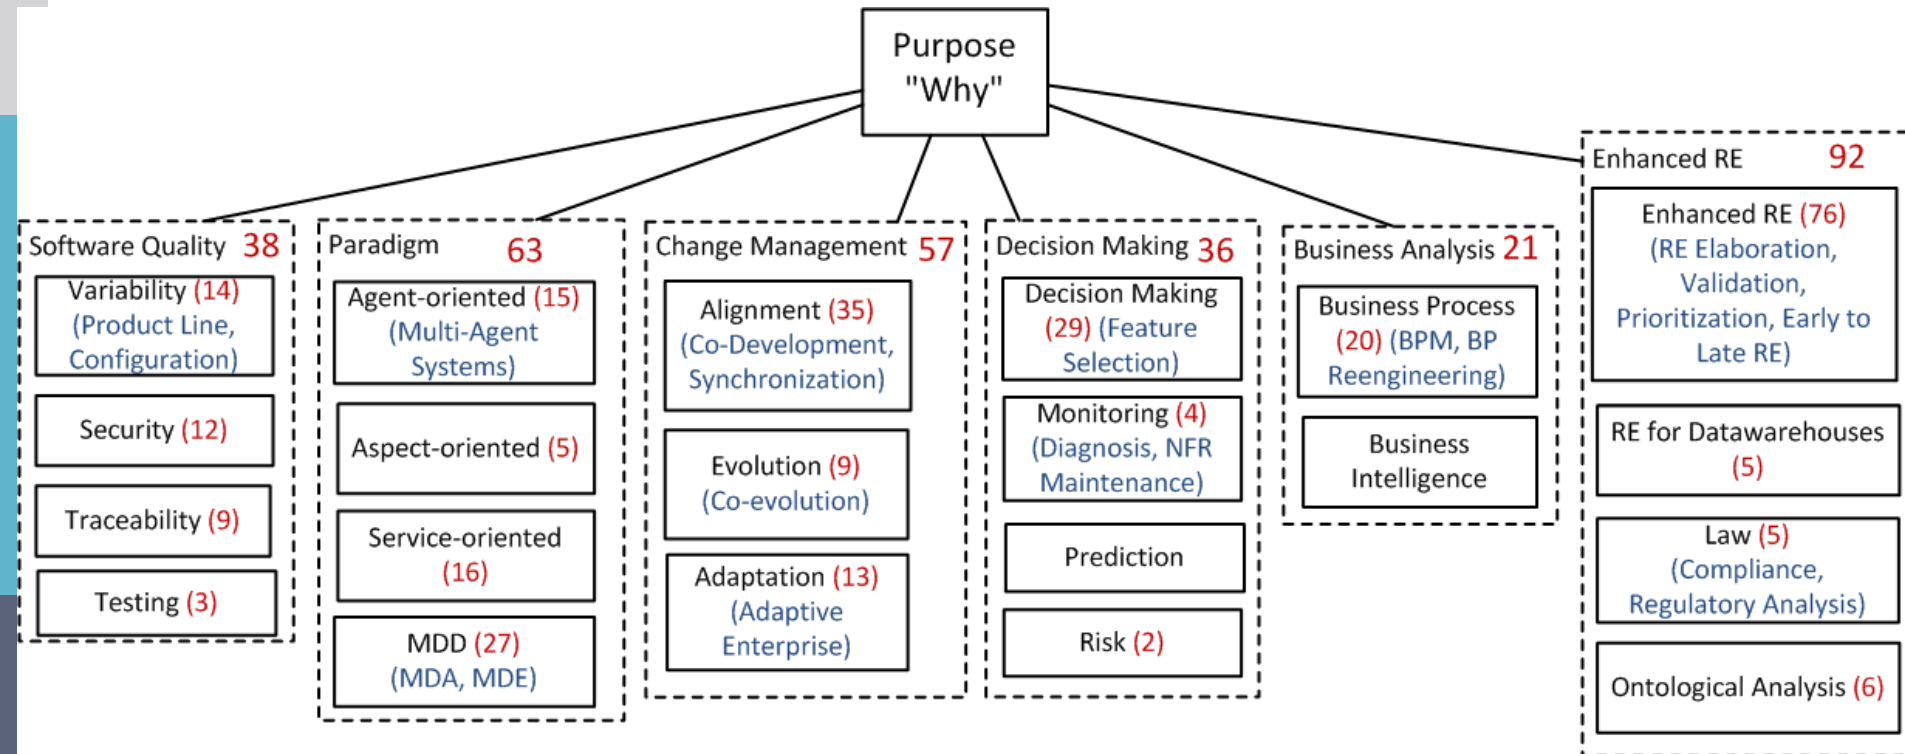 Purpose
"Why"
Software Quality 38
Variability (14)
(Product Line,
Configuration)
Security (12)
Traceability (9)
Testing (3)
Paradigm 63
Agent-oriented (15)
(Multi-Agent
Systems)
Aspect-oriented (5)
Service-oriented
(16)
MDD (27)
(MDA, MDE)
Change Management 57
Alignment (35)
(Co-Development,
Synchronization)
Evolution (9)
(Co-evolution)
Adaptation (13)
(Adaptive
Enterprise)
Decision Making 36
Decision Making
(29) (Feature
Selection)
Monitoring (4)
(Diagnosis, NFR
Maintenance)
Prediction
Risk (2)
Business Analysis 21
Business Process
(20) (BPM, BP
Reengineering)
Business
Intelligence
Enhanced RE 92
Enhanced RE (76)
(RE Elaboration,
Validation,
Prioritization, Early to
Late RE)
RE for Datawarehouses
(5)
Law (5)
(Compliance,
Regulatory Analysis)
Ontological Analysis (6)